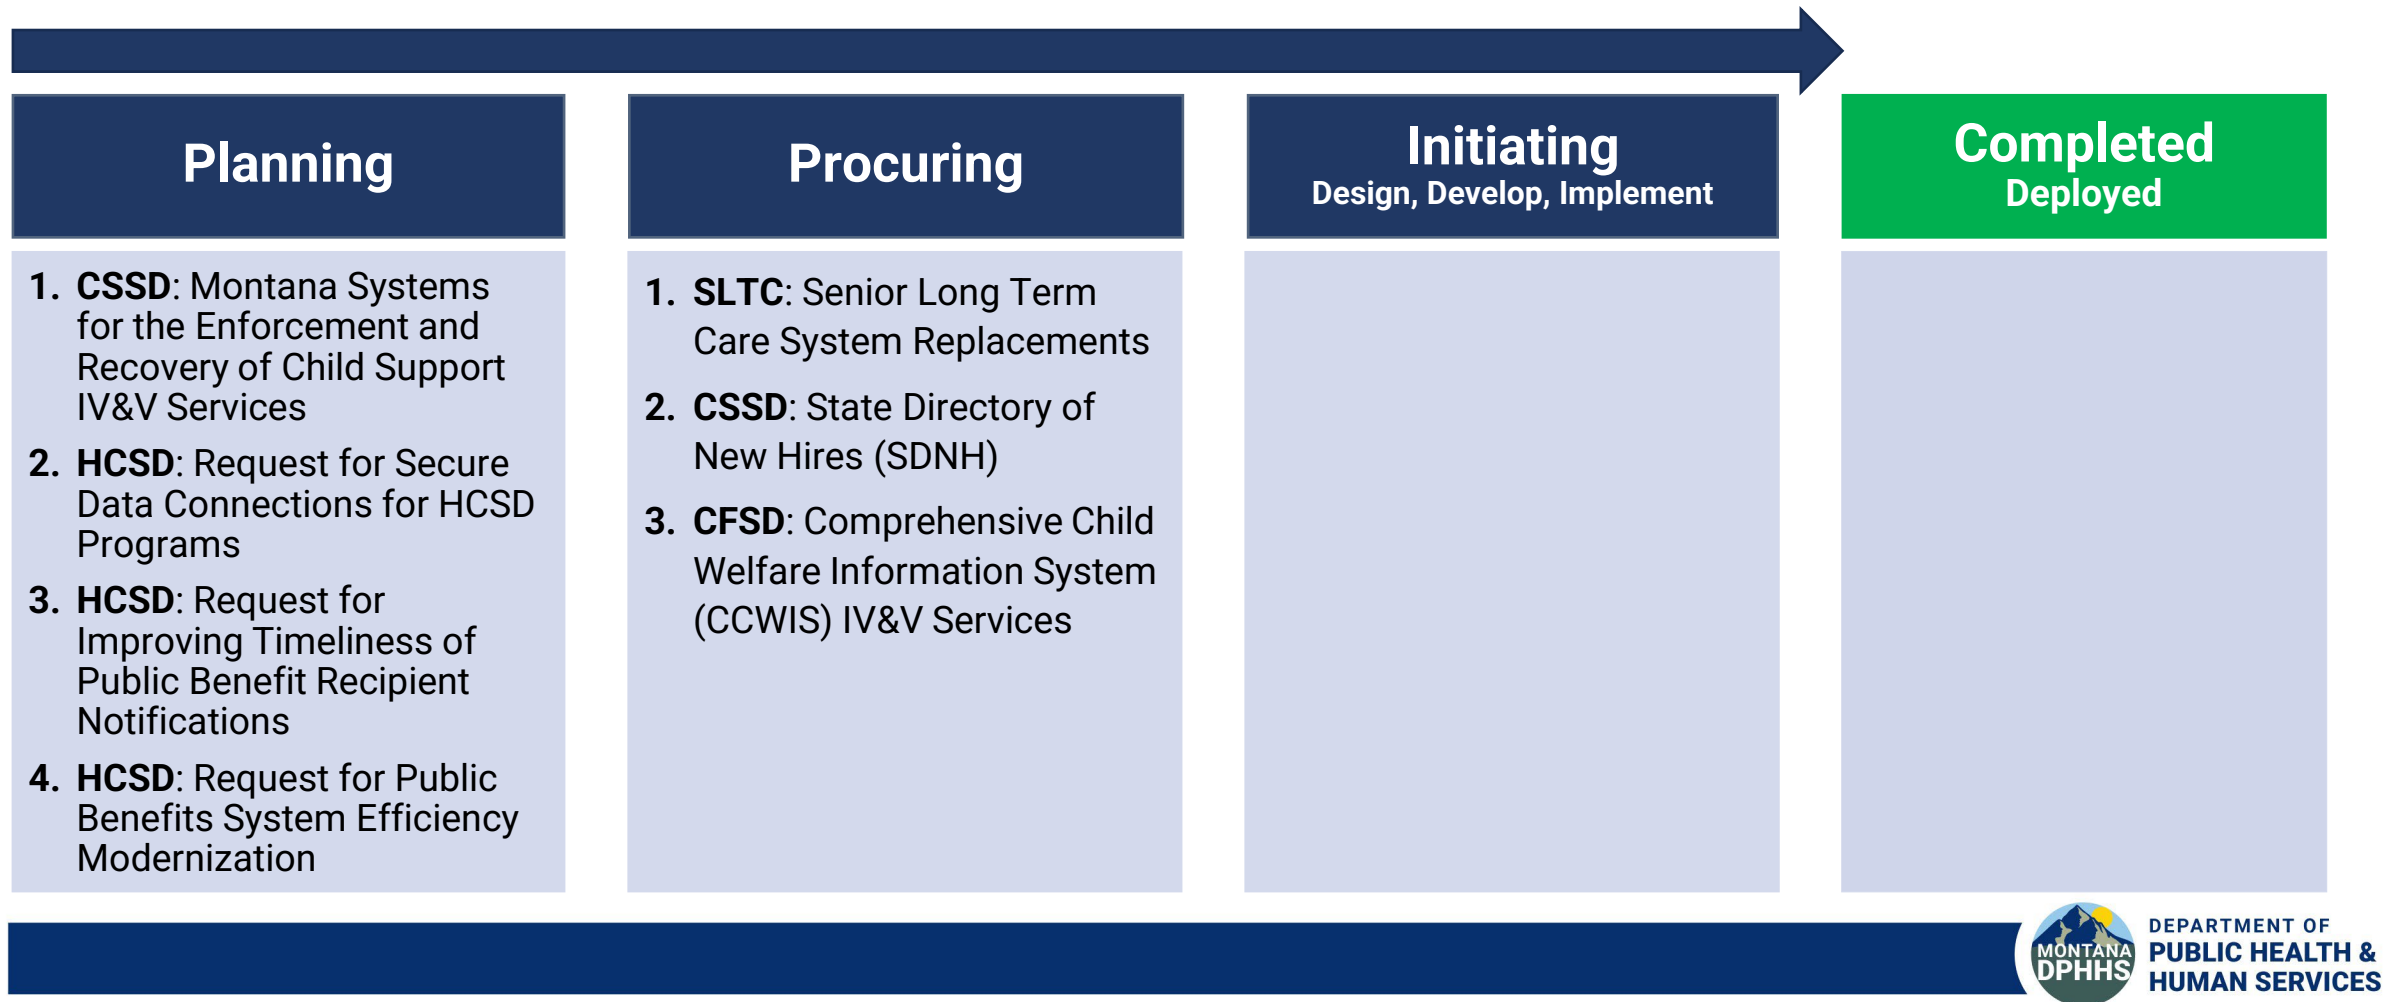 Planning
1. CSSD: Montana Systems
for the Enforcement and
Recovery of Child Support
IV&V Services
2. HCSD: Request for Secure
Data Connections for HCSD
Programs
3. HCSD: Request for
Improving Timeliness of
Public Benefit Recipient
Notifications
4. HCSD: Request for Public
Benefits System Efficiency
Modernization
Procuring
1. SLTC: Senior Long Term
Care System Replacements
2. CSSD: State Directory of
New Hires (SDNH)
3. CFSD: Comprehensive Child
Welfare Information System
(CCWIS) IV&V Services
Initiating
Design, Develop, Implement
Completed
Deployed
MONTANA
DPHHS
DEPARTMENT OF
PUBLIC HEALTH &
HUMAN SERVICES